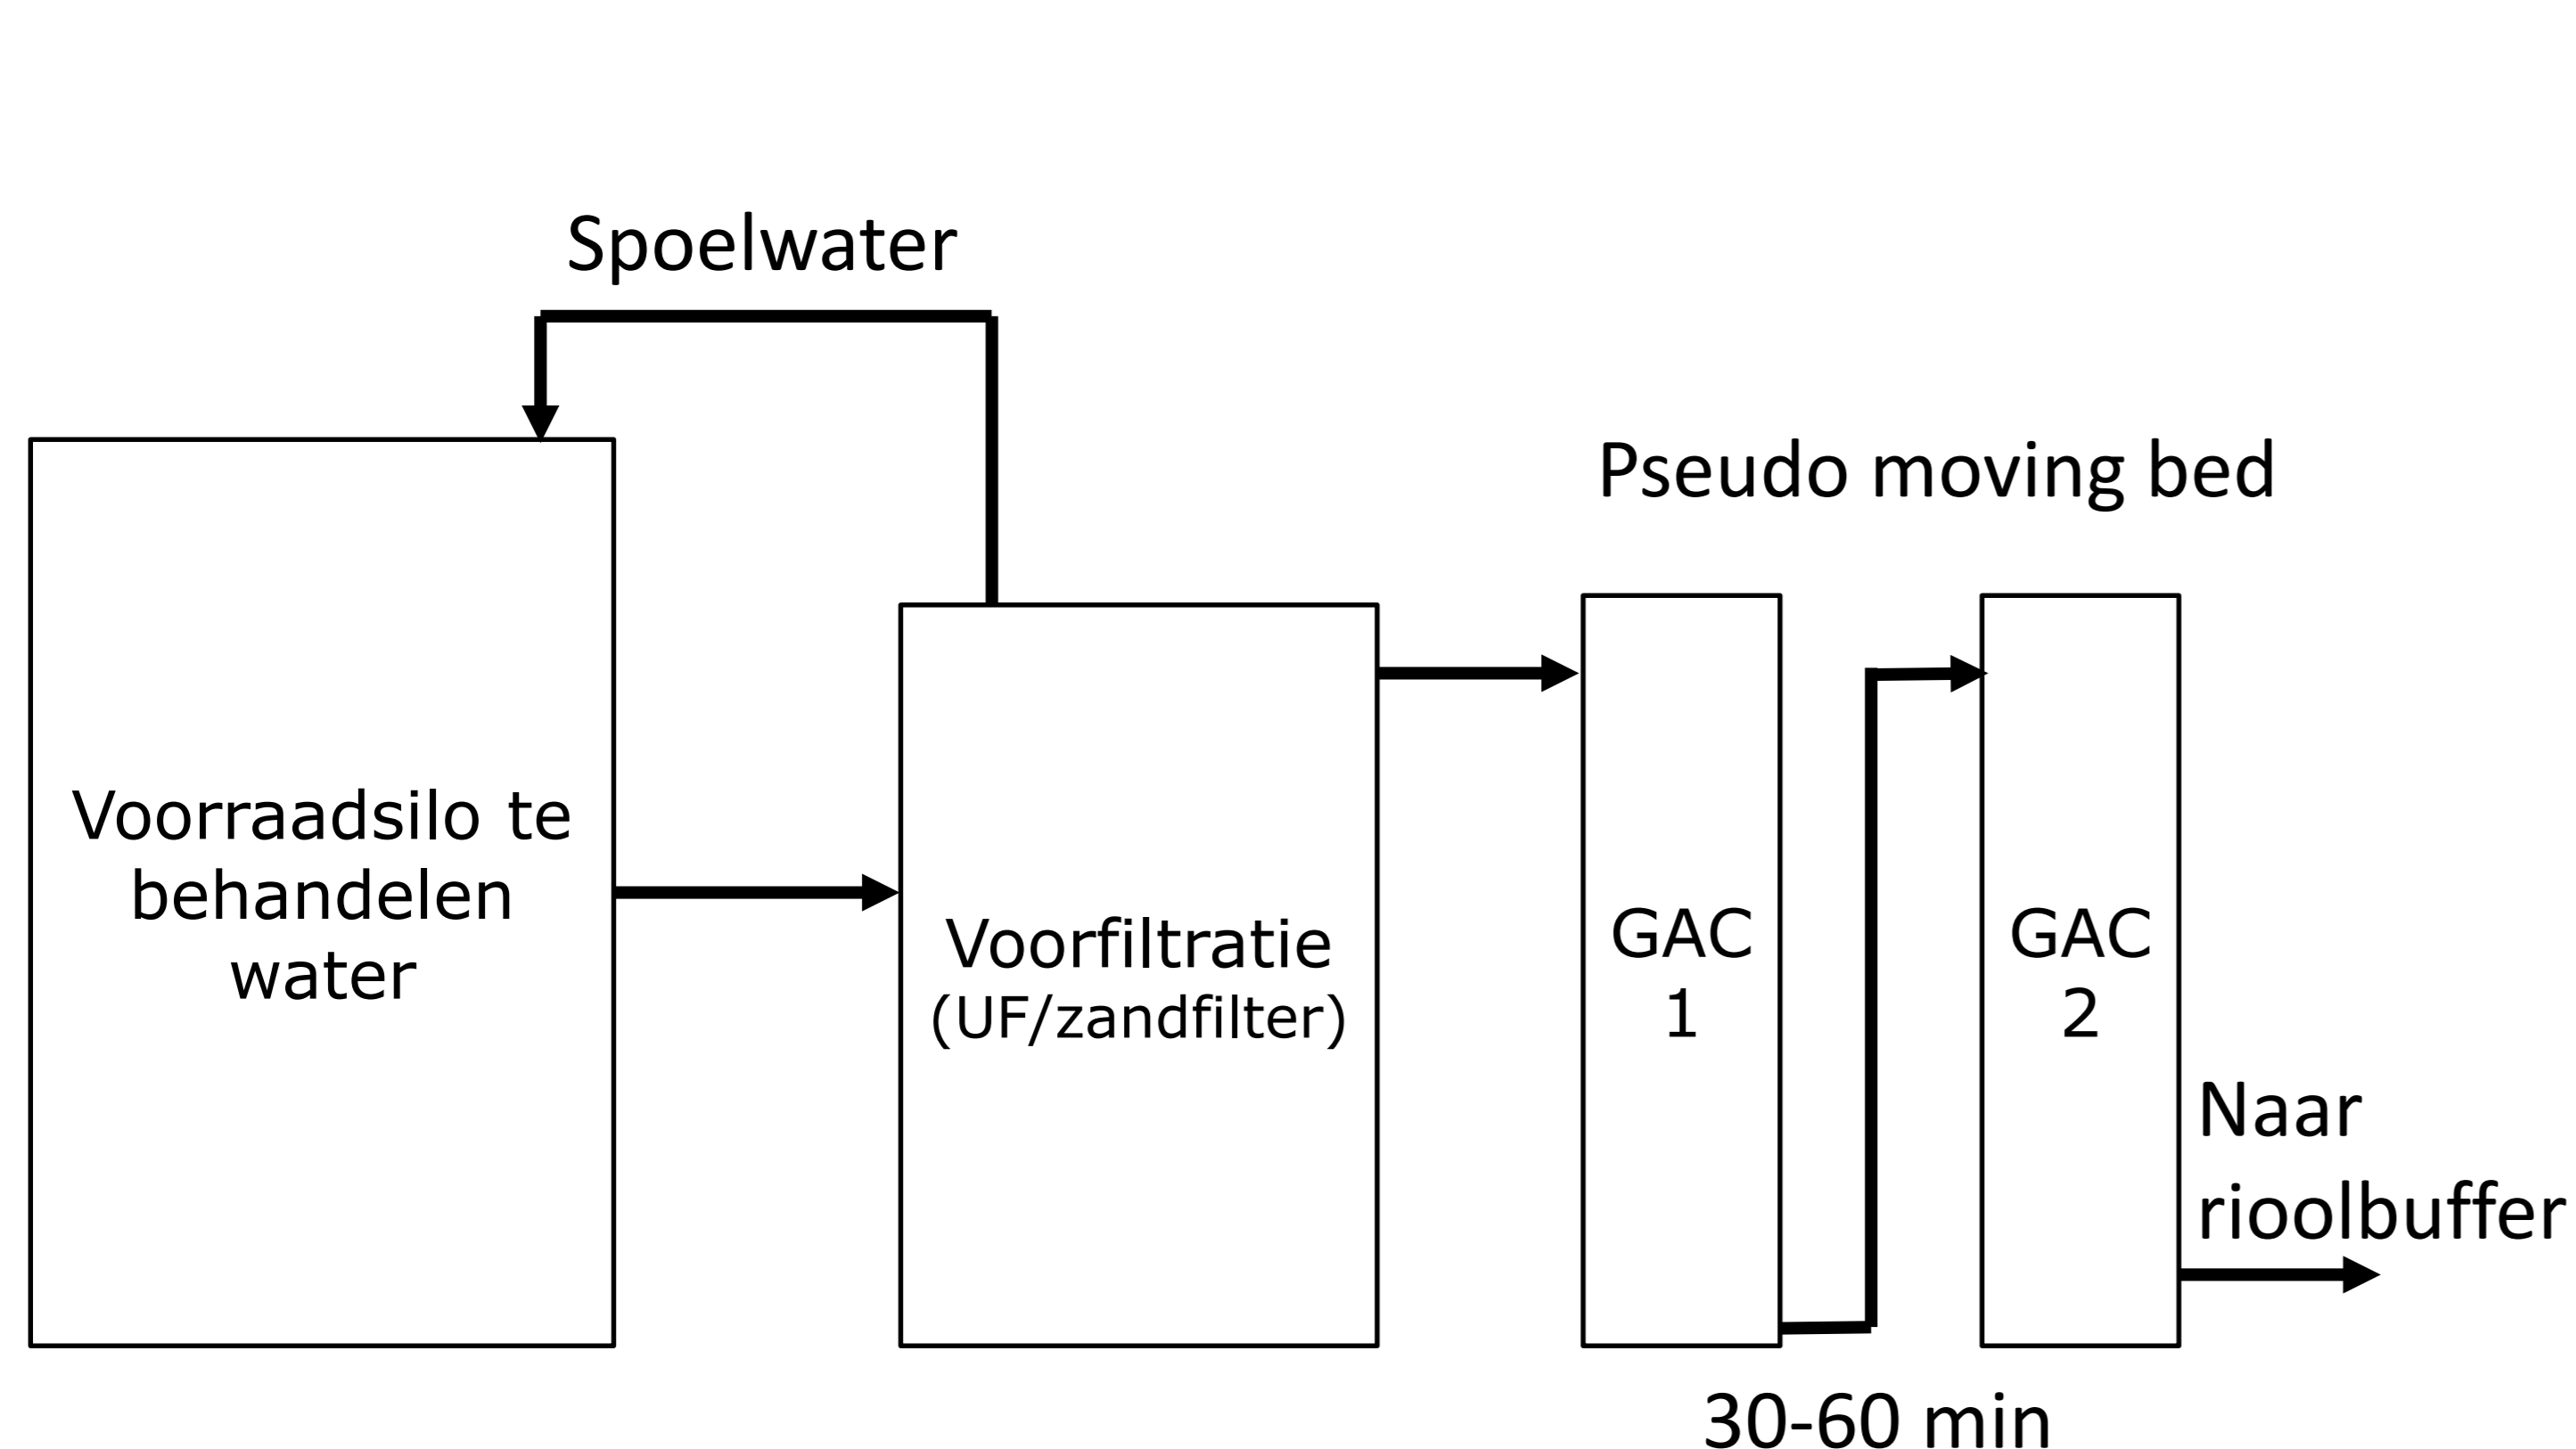 Spoelwater
Pseudo moving bed
Voorraadsilo te
behandelen
water
Voorfiltratie
(UF/zandfilter)
GAC
1
GAC
2
Naar
rioolbuffer
30-60 min